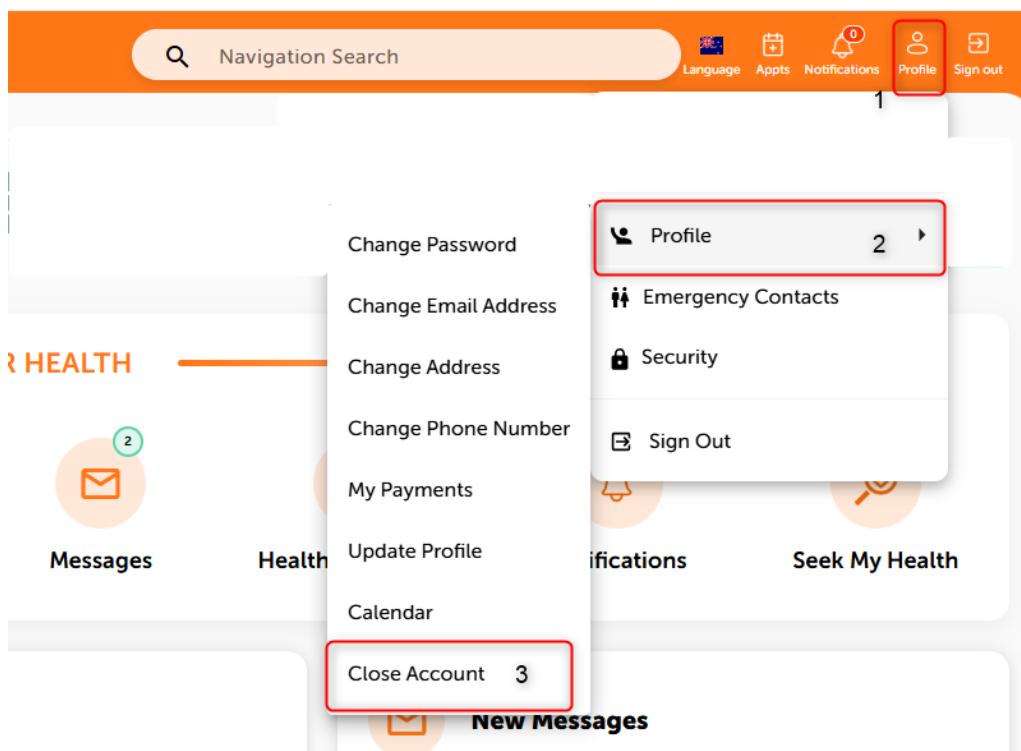 Navigation Search
Language
Appts
0
Notifications
Profile
Sign out
1
Profile
2
Emergency Contacts
Security
Sign Out
Change Password
Change Email Address
Change Address
Change Phone Number
My Payments
Update Profile
Calendar
Close Account 3
HEALTH
2
Messages
Health
ifications
Seek My Health
New Messages